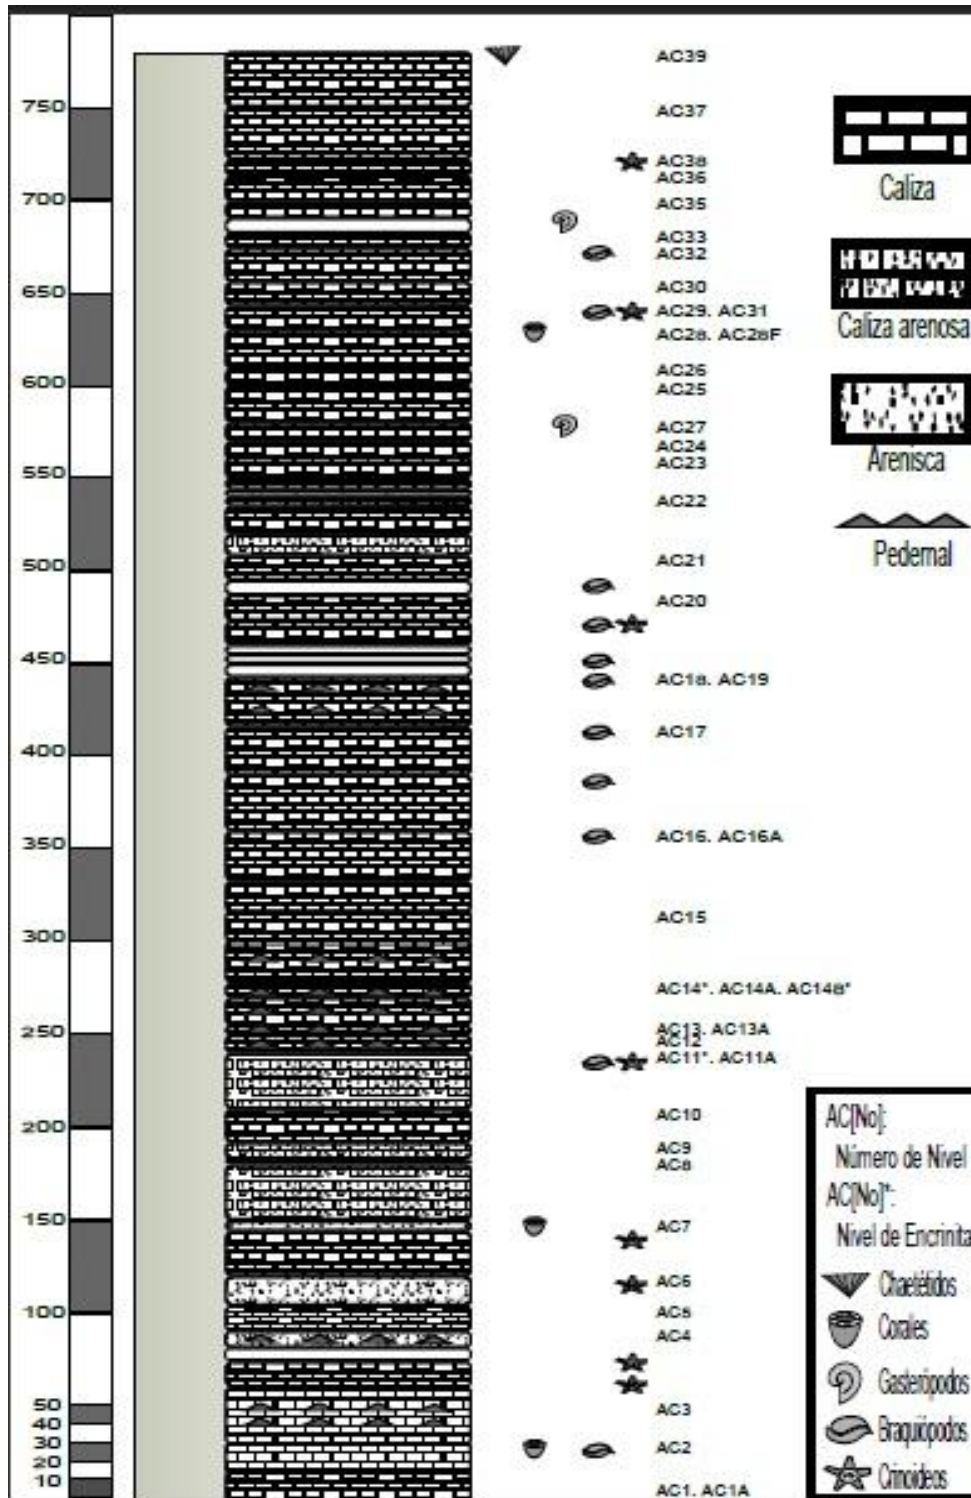 750
700
650
600
550
500
450
400
350
300
250
200
150
100
50
40
30
20
10
AC39
AC37
AC38
AC36
AC35
AC33
AC32
AC30
AC29. AC31
AC28. AC28F
AC26
AC25
AC27
AC24
AC23
AC22
AC21
AC20
AC18. AC19
AC17
AC16. AC16A
AC15
AC14*. AC14A. AC14B*
AC13. AC13A
AC12
AC11*. AC11A
AC10
AC9
AC8
AC7
AC6
AC5
AC4
AC3
AC2
AC1. AC1A
Caliza
Caliza arenosa
Arenisca
Pedernal
AC[No]:
Número de Nivel
AC[No]*:
Nivel de Encrinita
Chaetétidos
Corales
Gasterópodos
Braquiópodos
Crinoideos